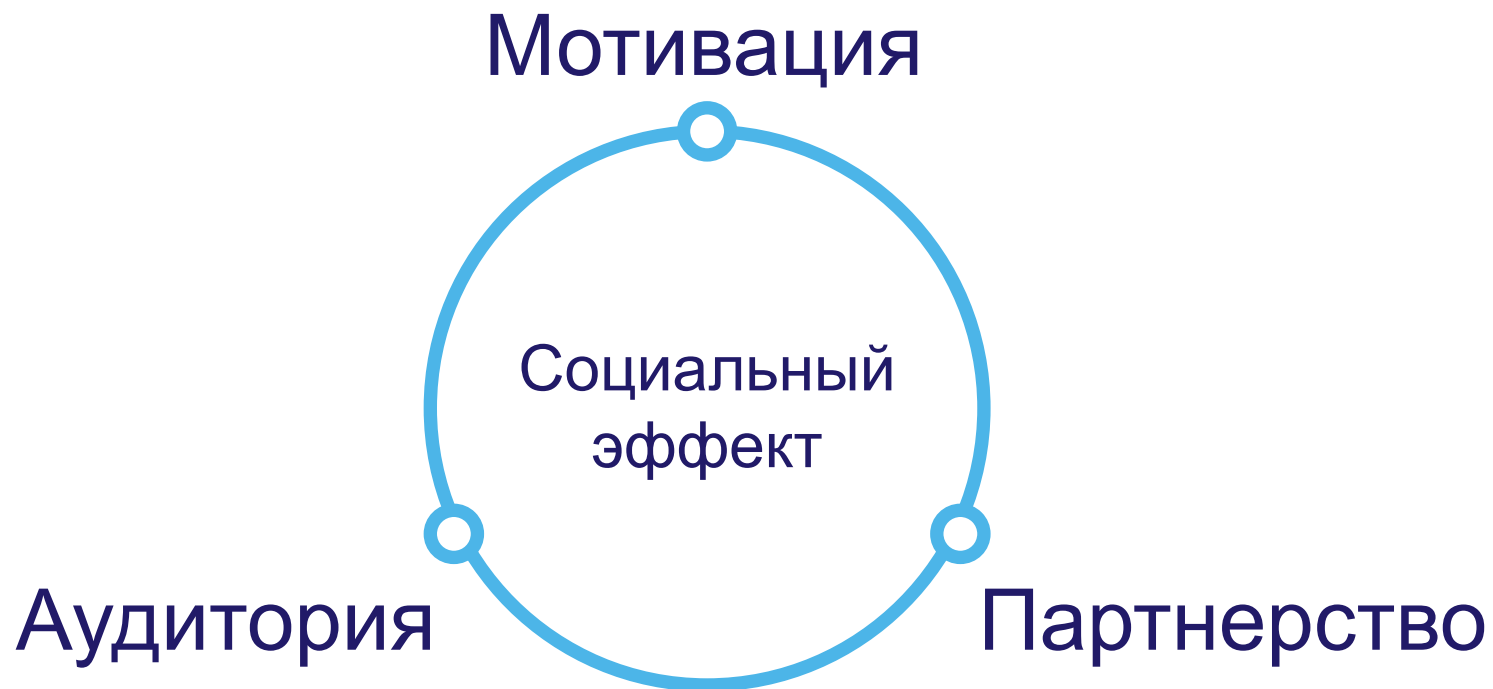 Мотивация
Социальный
эффект
Аудитория
Партнерство